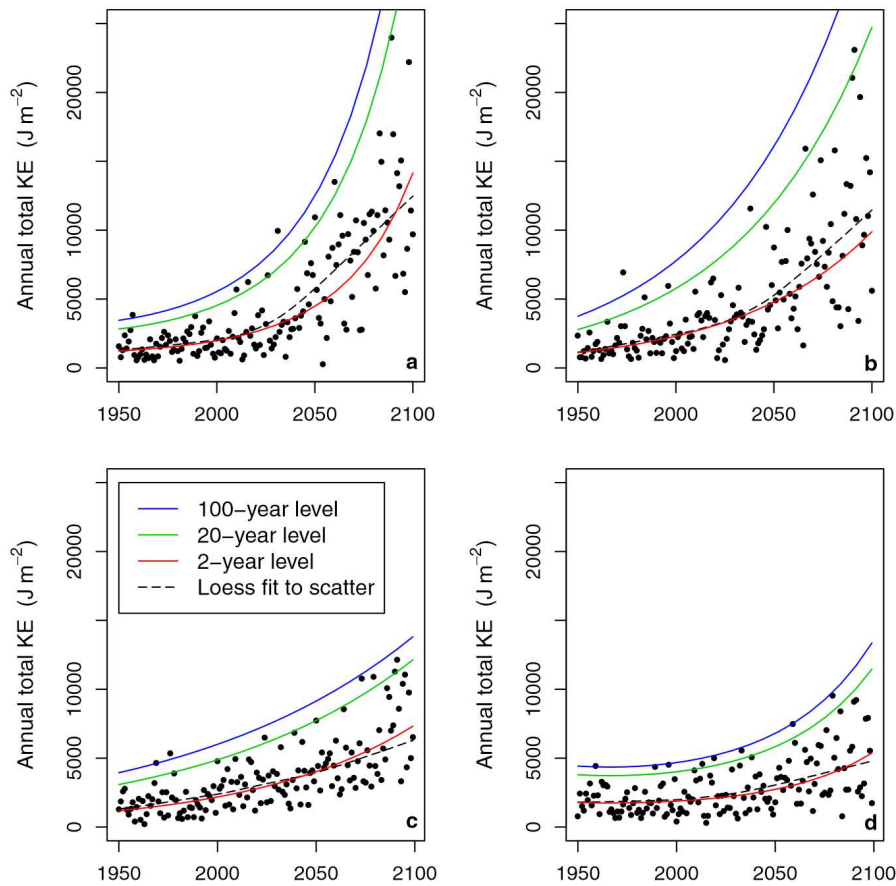 Annual total KE (J m−2)
20000
10000
5000
0
1950
2000
2050
2100
a
Annual total KE (J m−2)
20000
10000
5000
0
1950
2000
2050
2100
b
Annual total KE (J m−2)
20000
10000
5000
0
100−year level
20−year level
2−year level
Loess fit to scatter
1950
2000
2050
2100
c
Annual total KE (J m−2)
20000
10000
5000
0
1950
2000
2050
2100
d